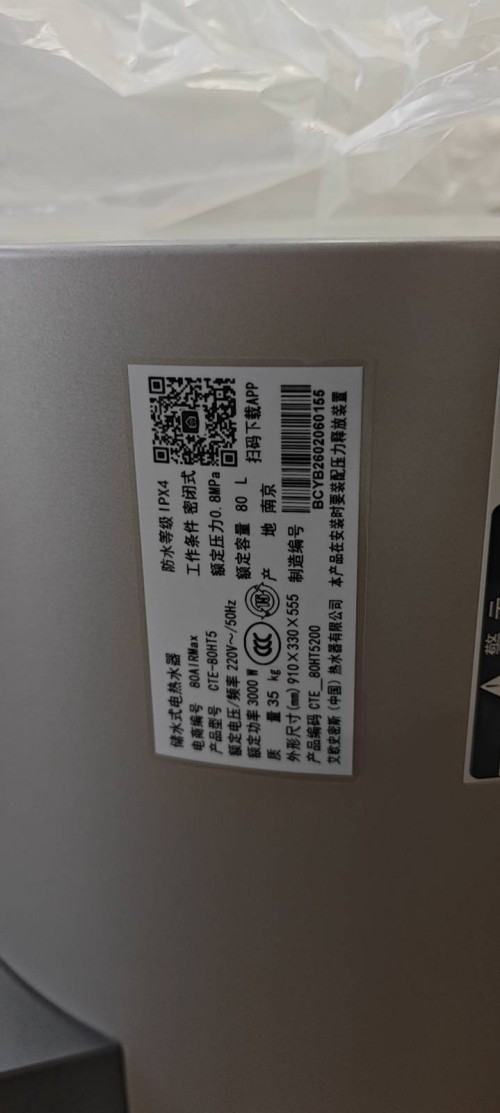 储水式电热水器
电商编号 80AIRMax
产品型号 CTE-80HT5
额定电压/频率 220V~/50Hz
额定功率 3000 W
质 量 35 kg
外形尺寸(mm) 910×330×555
产品编码 CTE_80HT5200
艾欧史密斯(中国)热水器有限公司 本产品在安装时要装配压力释放装置
防水等级 IPX4
工作条件 密闭式
额定压力 0.8MPa
额定容量 80 L
产 地 南京
制造编号 BCYB2602060155
扫码下载APP
CCC
警示